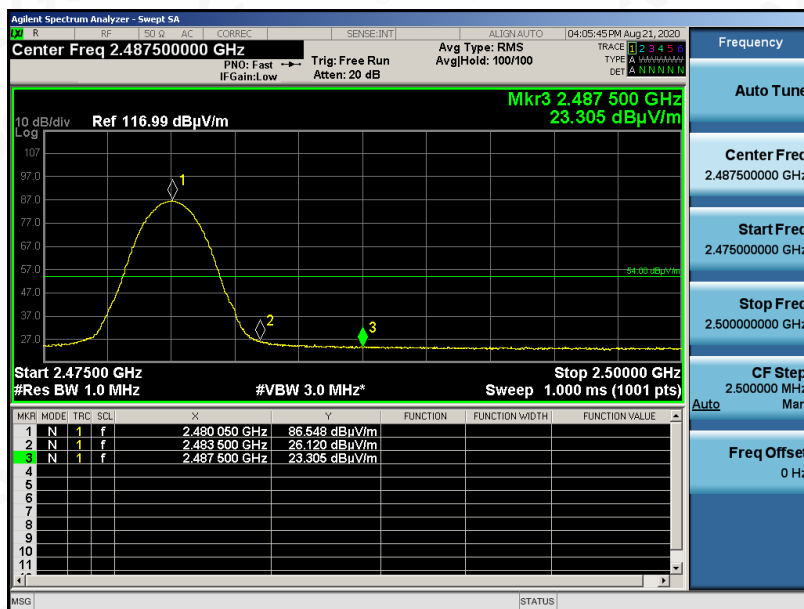 Agilent Spectrum Analyzer - Swept SA
LXI R RF 50 Ω AC CORREC SENSE:INT ALIGN AUTO 04:05:45 PM Aug 21, 2020
Center Freq 2.487500000 GHz
PNO: Fast
IFGain:Low
Trig: Free Run
Atten: 20 dB
Avg Type: RMS
Avg|Hold: 100/100
TRACE 1 2 3 4 5 6
TYPE A WWWWW
DET A N N N N N
Mkr3 2.487 500 GHz
23.305 dBµV/m
10 dB/div Ref 116.99 dBµV/m
Log
107
97.0
87.0
77.0
67.0
57.0
47.0
37.0
27.0
1
2
3
54.00 dBµV/m
Start 2.47500 GHz Stop 2.50000 GHz
#Res BW 1.0 MHz #VBW 3.0 MHz* Sweep 1.000 ms (1001 pts)
MKR MODE TRC SCL X Y FUNCTION FUNCTION WIDTH FUNCTION VALUE
1 N 1 f 2.480 050 GHz 86.548 dBµV/m
2 N 1 f 2.483 500 GHz 26.120 dBµV/m
3 N 1 f 2.487 500 GHz 23.305 dBµV/m
4
5
6
7
8
9
10
11
MSG STATUS
Frequency
Auto Tune
Center Freq
2.487500000 GHz
Start Freq
2.475000000 GHz
Stop Freq
2.500000000 GHz
CF Step
2.500000 MHz
Auto Man
Freq Offset
0 Hz